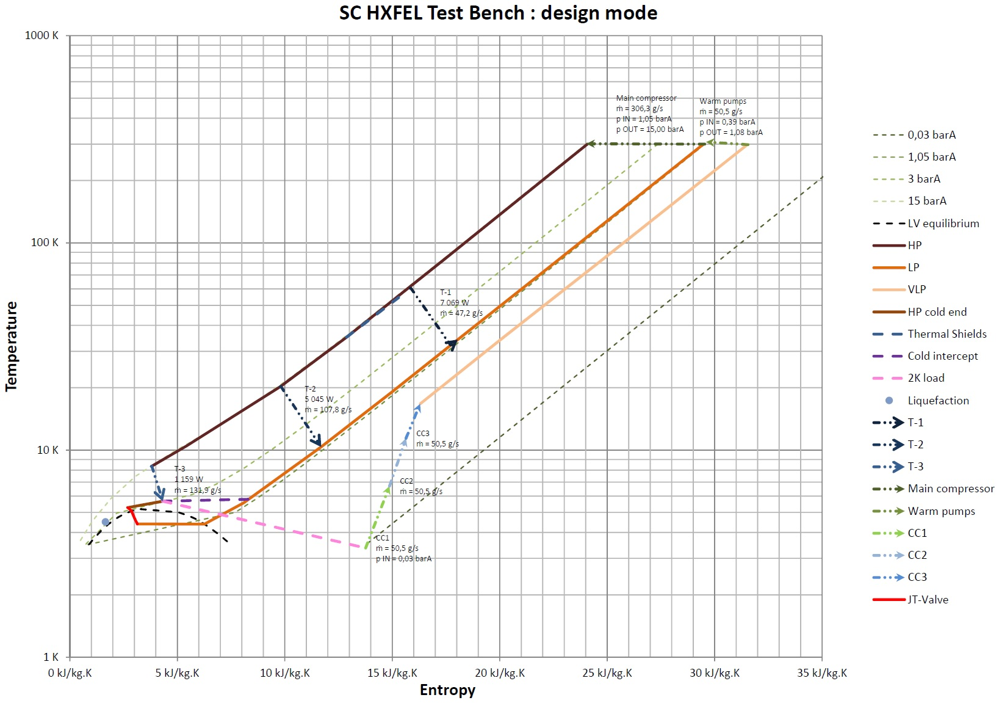 SC HXFEL Test Bench : design mode
1000 K
100 K
10 K
1 K
Temperature
0 kJ/kg.K
5 kJ/kg.K
10 kJ/kg.K
15 kJ/kg.K
20 kJ/kg.K
25 kJ/kg.K
30 kJ/kg.K
35 kJ/kg.K
Entropy
Main compressor
ṁ = 306,3 g/s
p IN = 1,05 barA
p OUT = 15,00 barA
Warm pumps
ṁ = 50,5 g/s
p IN = 0,39 barA
p OUT = 1,08 barA
T-1
7 069 W
ṁ = 47,2 g/s
T-2
5 045 W
ṁ = 107,8 g/s
T-3
1 159 W
ṁ = 131,9 g/s
CC3
ṁ = 50,5 g/s
CC2
ṁ = 50,5 g/s
CC1
ṁ = 50,5 g/s
p IN = 0,03 barA
0,03 barA
1,05 barA
3 barA
15 barA
LV equilibrium
HP
LP
VLP
HP cold end
Thermal Shields
Cold intercept
2K load
Liquefaction
T-1
T-2
T-3
Main compressor
Warm pumps
CC1
CC2
CC3
JT-Valve